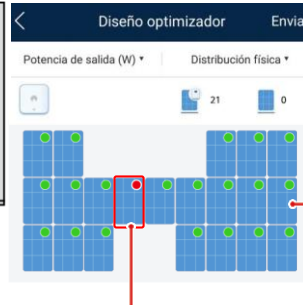 Diseño optimizador
Envia
Potencia de salida (W)
Distribución física
21
0